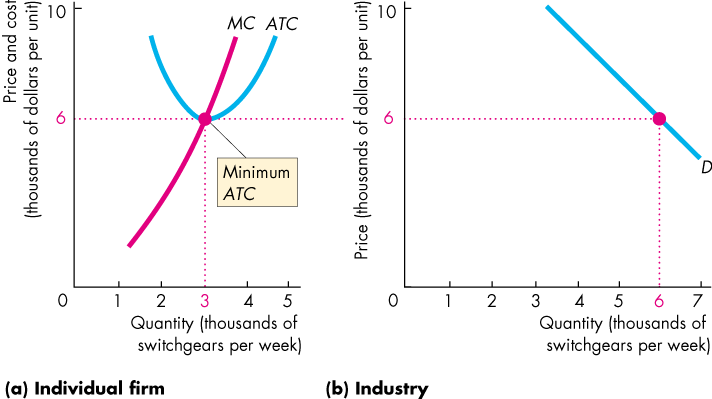 Price and cost
(thousands of dollars per unit)
10
6
MC
ATC
Minimum
ATC
0
1
2
3
4
5
Quantity (thousands of
switchgears per week)
(a) Individual firm
Price (thousands of dollars per unit)
10
6
D
0
1
2
3
4
5
6
7
Quantity (thousands of
switchgears per week)
(b) Industry